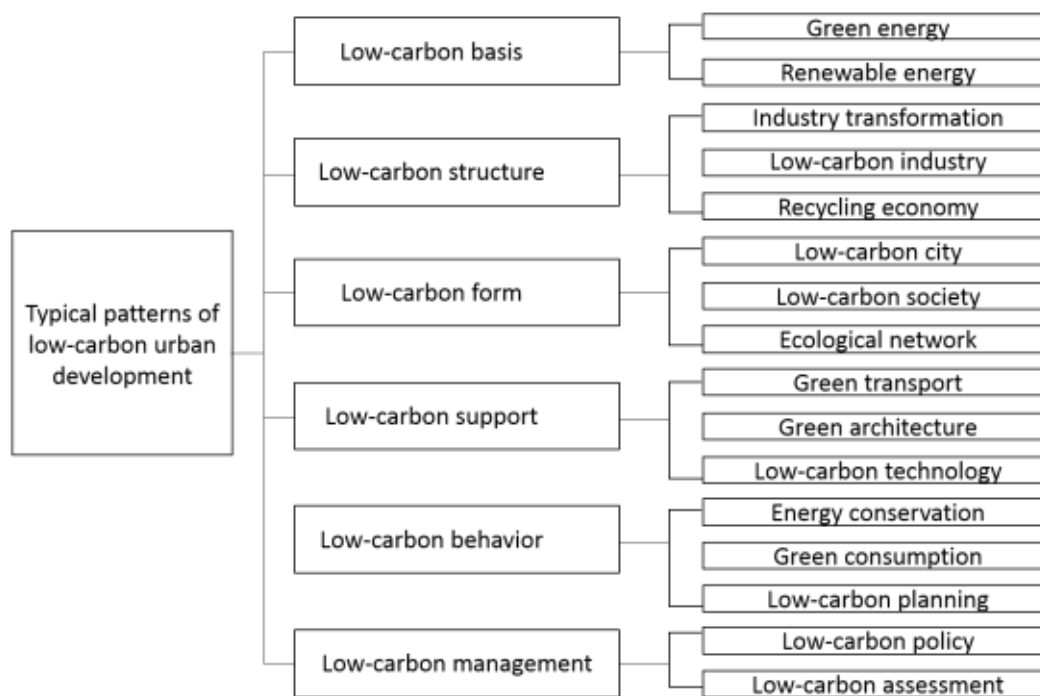 Typical patterns of
low-carbon urban
development
Low-carbon basis
Green energy
Renewable energy
Low-carbon structure
Industry transformation
Low-carbon industry
Recycling economy
Low-carbon form
Low-carbon city
Low-carbon society
Ecological network
Low-carbon support
Green transport
Green architecture
Low-carbon technology
Low-carbon behavior
Energy conservation
Green consumption
Low-carbon planning
Low-carbon management
Low-carbon policy
Low-carbon assessment